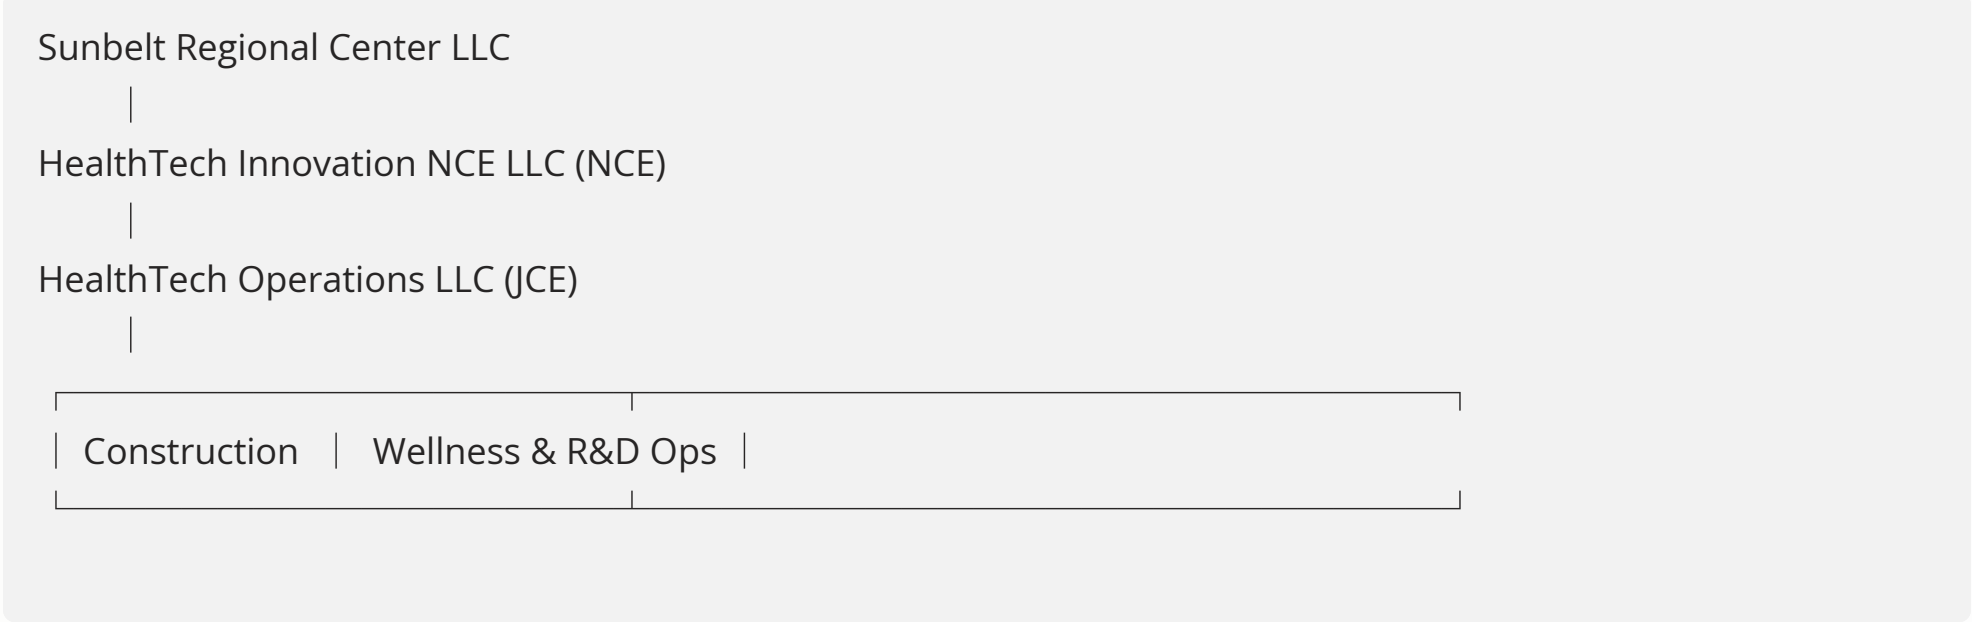 Sunbelt Regional Center LLC
│
HealthTech Innovation NCE LLC (NCE)
│
HealthTech Operations LLC (JCE)
│
│ Construction │ Wellness & R&D Ops │